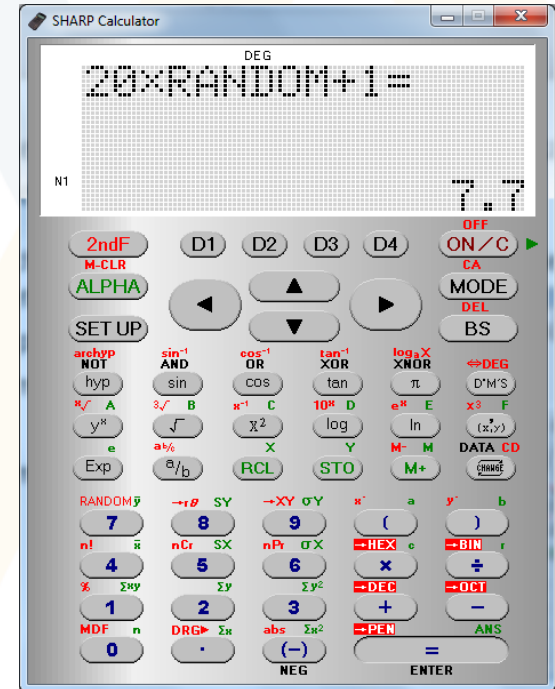 SHARP Calculator
DEG
20×RANDOM+1=
N1
7.7
OFF
2ndF D1 D2 D3 D4 ON/C
M-CLR CA
ALPHA MODE
DEL
SET UP BS
archyp sin⁻¹ cos⁻¹ tan⁻¹ logₐX
NOT AND OR XOR XNOR ⇔DEG
hyp sin cos tan π D°M'S
ˣ√ A ³√ B x⁻¹ C 10ˣ D eˣ E x³ F
yˣ √ X² log ln (x,y)
e a b/c X Y M- M DATA CD
Exp a/b RCL STO M+ CHANGE
RANDOM ȳ →rθ SY →XY σY x' a y' b
7 8 9 ( )
n! x̄ nCr SX nPr σX →HEX c →BIN r
4 5 6 × ÷
% Σxy Σy Σy² →DEC →OCT
1 2 3 + −
MDF n DRG► Σx abs Σx² →PEN ANS
0 · (−) =
NEG ENTER